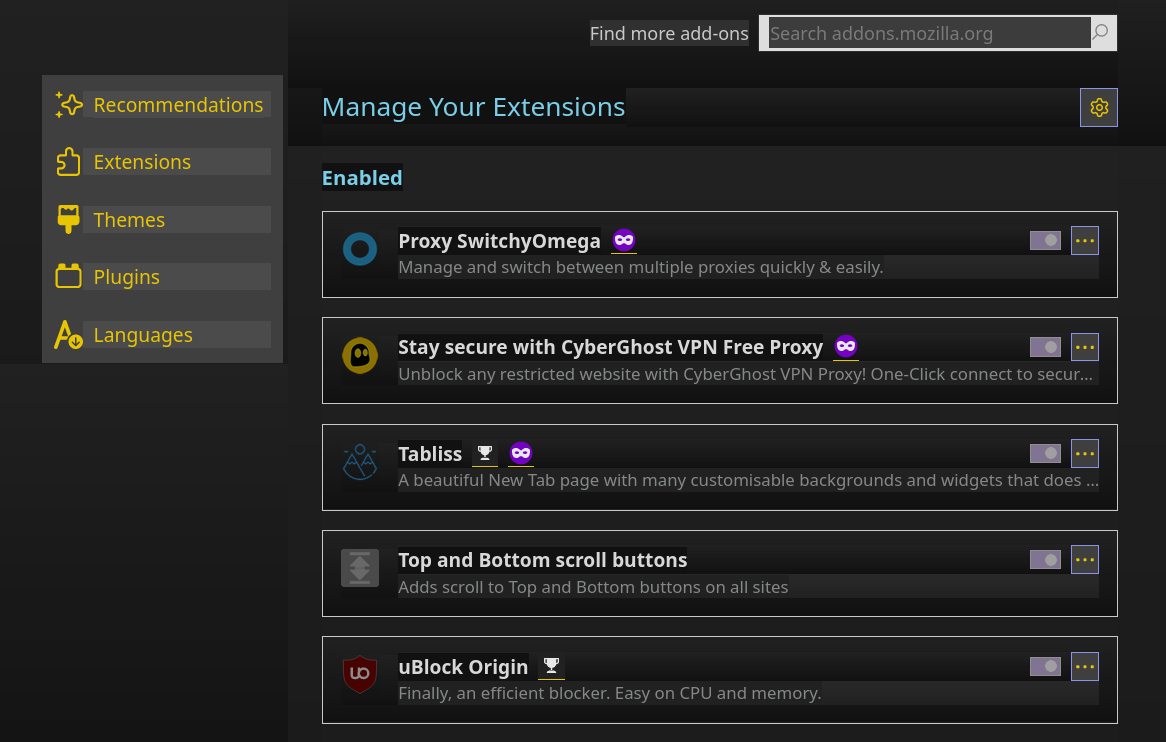 Find more add-ons
Search addons.mozilla.org
Recommendations
Extensions
Themes
Plugins
Languages
Manage Your Extensions
Enabled
Proxy SwitchyOmega
Manage and switch between multiple proxies quickly & easily.
Stay secure with CyberGhost VPN Free Proxy
Unblock any restricted website with CyberGhost VPN Proxy! One-Click connect to secur...
Tabliss
A beautiful New Tab page with many customisable backgrounds and widgets that does ...
Top and Bottom scroll buttons
Adds scroll to Top and Bottom buttons on all sites
uBlock Origin
Finally, an efficient blocker. Easy on CPU and memory.